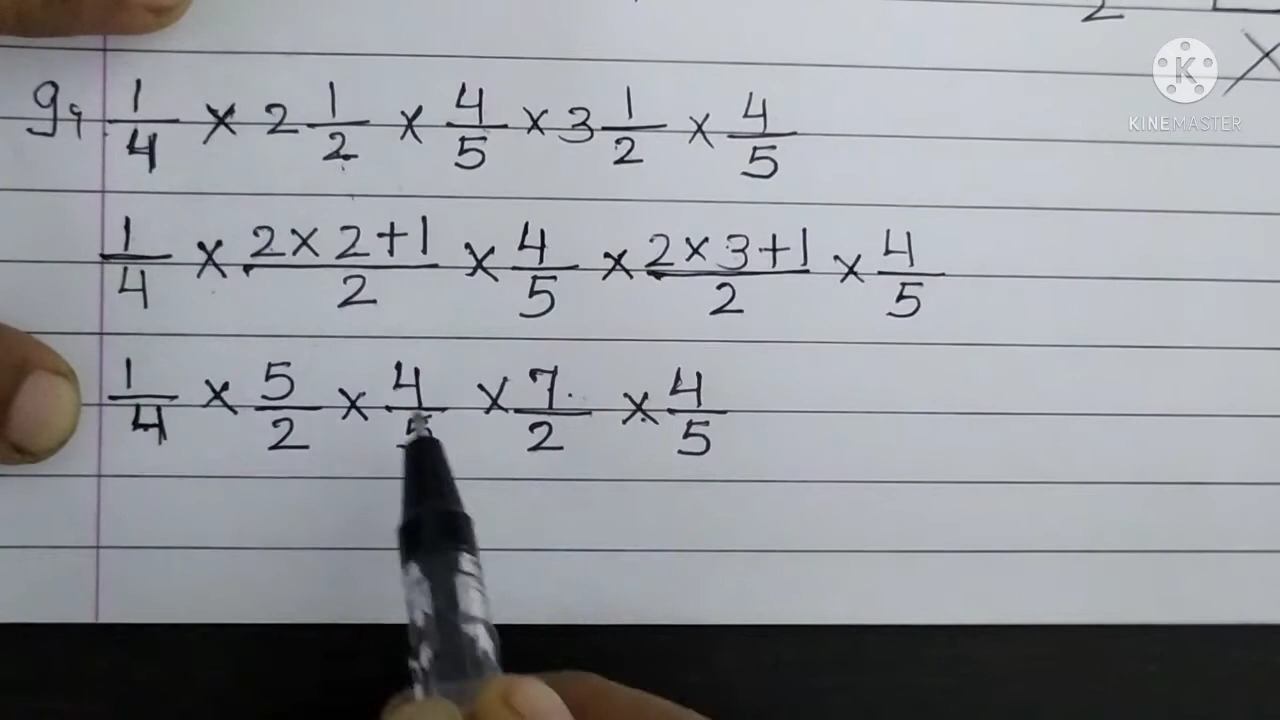 2
X
KINEMASTER
9, 1/4 × 2 1/2 × 4/5 × 3 1/2 × 4/5
1/4 × 2×2+1/2 × 4/5 × 2×3+1/2 × 4/5
1/4 × 5/2 × 4/5 × 7/2 × 4/5